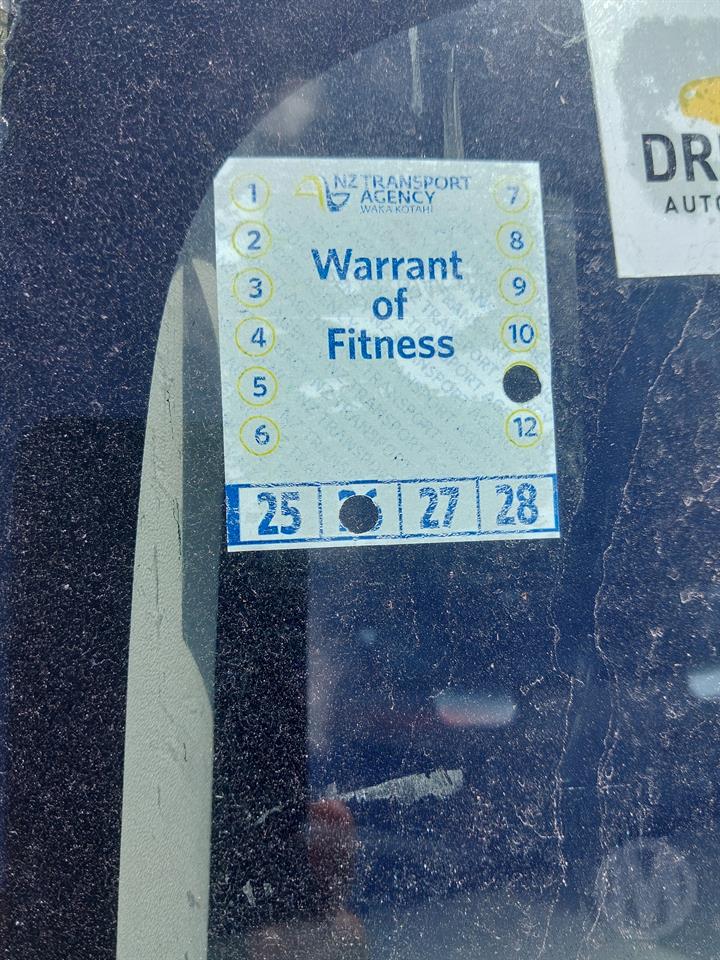 NZ TRANSPORT
AGENCY
WAKA KOTAHI
Warrant
of
Fitness
1
2
3
4
5
6
7
8
9
10
12
25 26 27 28
DR
AUTO